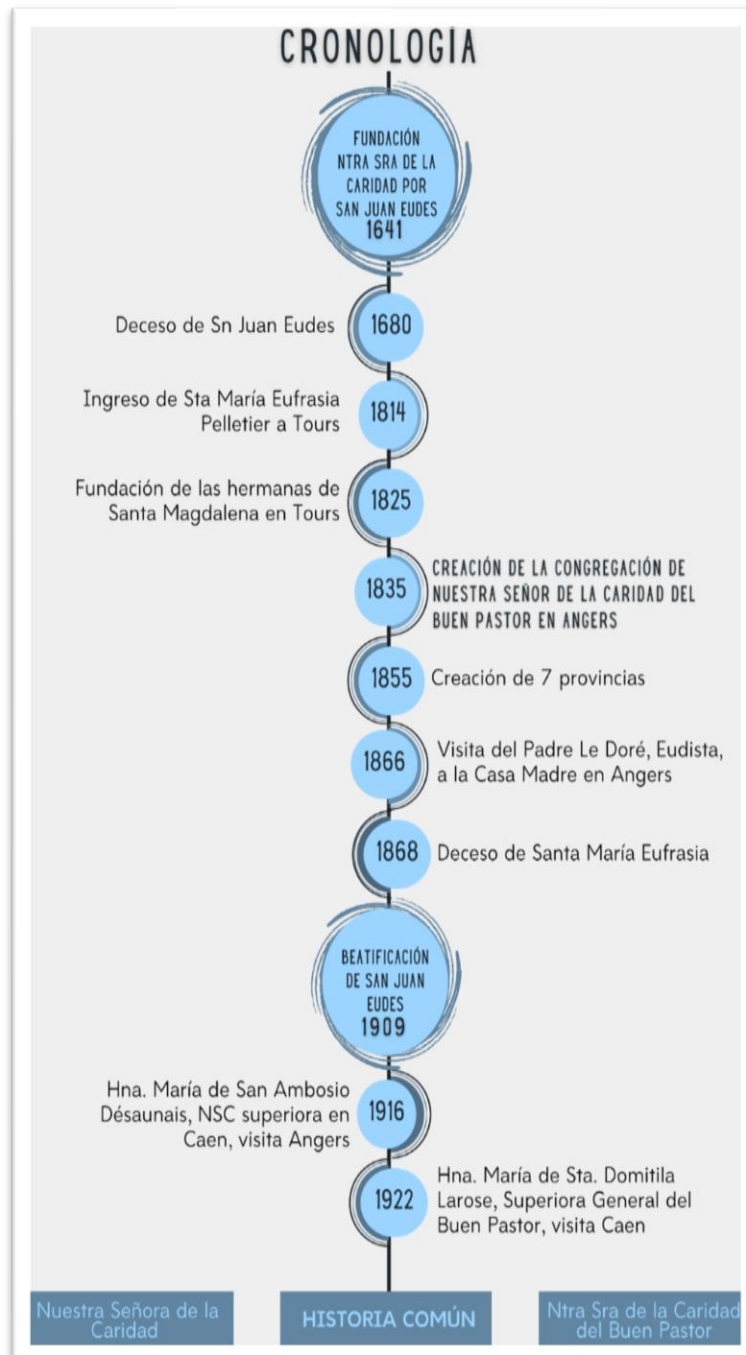 CRONOLOGIA
FUNDACIÓN
NTRA SRA DE LA
CARIDAD POR
SAN JUAN EUDES
1641
Deceso de Sn Juan Eudes
1680
Ingreso de Sta María Eufrasia
Pelletier a Tours
1814
Fundación de las hermanas de
Santa Magdalena en Tours
1825
1835
CREACIÓN DE LA CONGREGACIÓN DE
NUESTRA SEÑOR DE LA CARIDAD DEL
BUEN PASTOR EN ANGERS
1855
Creación de 7 provincias
1866
Visita del Padre Le Doré, Eudista,
a la Casa Madre en Angers
1868
Deceso de Santa María Eufrasia
BEATIFICACIÓN
DE SAN JUAN
EUDES
1909
Hna. María de San Ambosio
Désaunais, NSC superiora en
Caen, visita Angers
1916
1922
Hna. María de Sta. Domitila
Larose, Superiora General del
Buen Pastor, visita Caen
Nuestra Señora de la
Caridad
HISTORIA COMÚN
Ntra Sra de la Caridad
del Buen Pastor